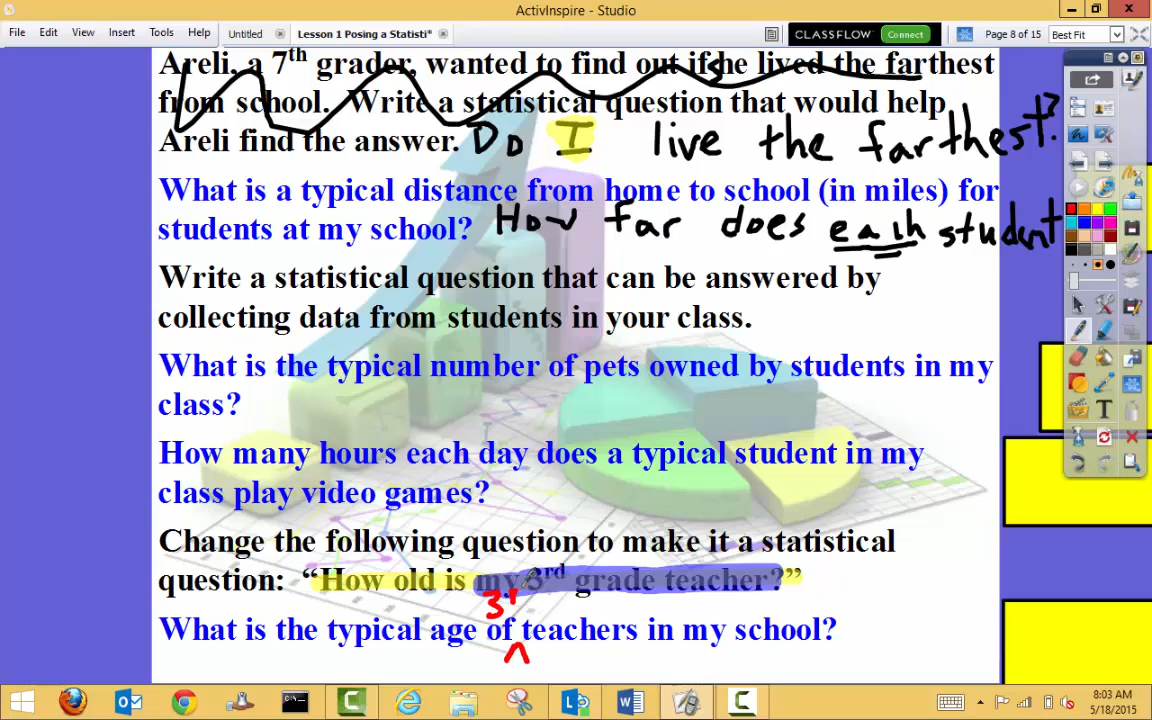 ActivInspire - Studio
File Edit View Insert Tools Help Untitled Lesson 1 Posing a Statisti* CLASSFLOW Connect Page 8 of 15 Best Fit
Areli, a 7th grader, wanted to find out if she lived the farthest
from school. Write a statistical question that would help
Areli find the answer. Do I live the farthest?
What is a typical distance from home to school (in miles) for
students at my school? How far does each student
Write a statistical question that can be answered by
collecting data from students in your class.
What is the typical number of pets owned by students in my
class?
How many hours each day does a typical student in my
class play video games?
Change the following question to make it a statistical
question: “How old is my 3rd grade teacher?”
3r
What is the typical age of ^ teachers in my school?
8:03 AM
5/18/2015